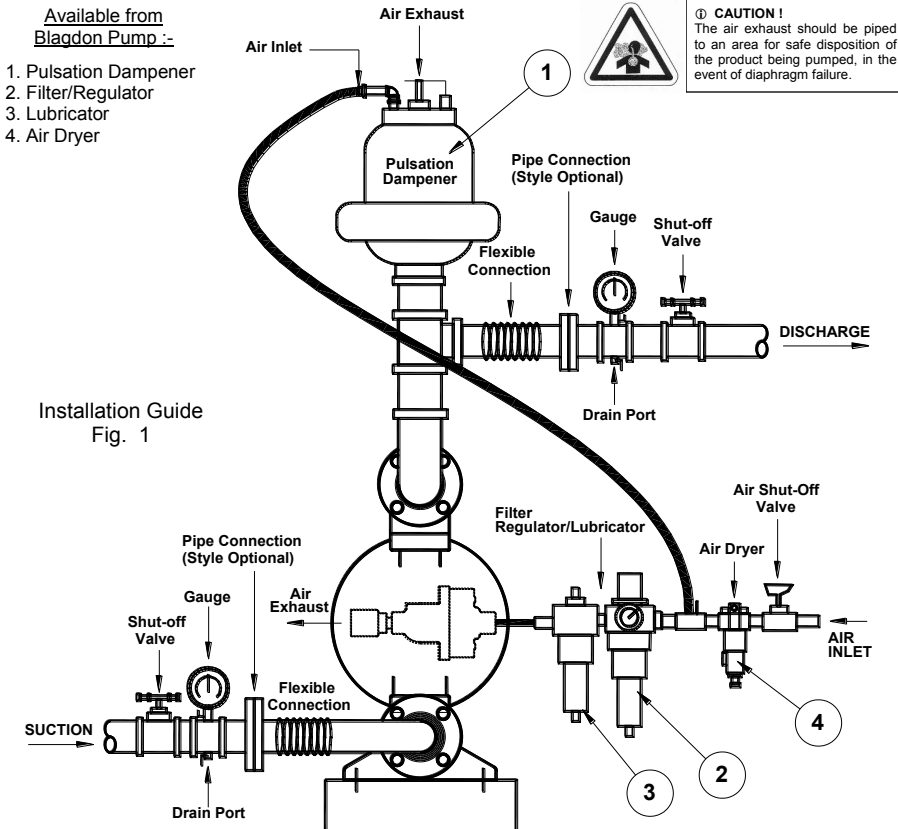 Available from
Blagdon Pump :-
1. Pulsation Dampener
2. Filter/Regulator
3. Lubricator
4. Air Dryer
Air Exhaust
Air Inlet
1
① CAUTION !
The air exhaust should be piped
to an area for safe disposition of
the product being pumped, in the
event of diaphragm failure.
Pulsation
Dampener
Pipe Connection
(Style Optional)
Gauge
Shut-off
Valve
Flexible
Connection
DISCHARGE
Drain Port
Installation Guide
Fig. 1
Filter
Regulator/Lubricator
Air Shut-Off
Valve
Air Dryer
Pipe Connection
(Style Optional)
Gauge
Shut-off
Valve
Air
Exhaust
AIR
INLET
Flexible
Connection
SUCTION
Drain Port
4
2
3